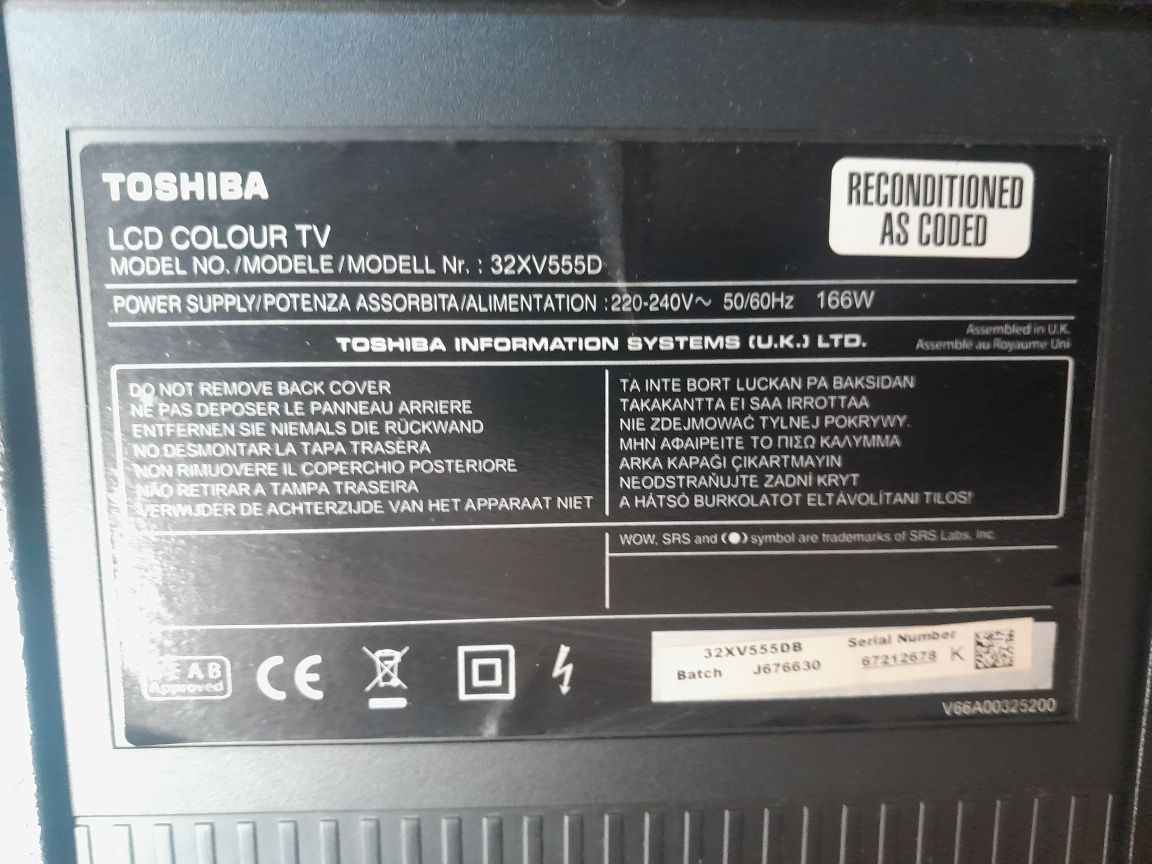 TOSHIBA
RECONDITIONED
AS CODED
LCD COLOUR TV
MODEL NO./MODELE/MODELL Nr. : 32XV555D
POWER SUPPLY/POTENZA ASSORBITA/ALIMENTATION :220-240V~ 50/60Hz 166W
TOSHIBA INFORMATION SYSTEMS (U.K.) LTD.
Assembled in U.K.
Assemblé au Royaume Uni
DO NOT REMOVE BACK COVER
NE PAS DEPOSER LE PANNEAU ARRIERE
ENTFERNEN SIE NIEMALS DIE RÜCKWAND
NO DESMONTAR LA TAPA TRASERA
NON RIMUOVERE IL COPERCHIO POSTERIORE
NÃO RETIRAR A TAMPA TRASEIRA
VERWIJDER DE ACHTERZIJDE VAN HET APPARAAT NIET
TA INTE BORT LUCKAN PA BAKSIDAN
TAKAKANTTA EI SAA IRROTTAA
NIE ZDEJMOWAĆ TYLNEJ POKRYWY.
ΜΗΝ ΑΦΑΙΡΕΙΤΕ ΤΟ ΠΙΣΩ ΚΑΛΥΜΜΑ
ARKA KAPAĞI ÇIKARTMAYIN
NEODSTRAŇUJTE ZADNÍ KRYT
A HÁTSÓ BURKOLATOT ELTÁVOLÍTANI TILOS!
WOW, SRS and (●) symbol are trademarks of SRS Labs, Inc.
EAB
Approved
CE
32XV555DB
Batch J676630
Serial Number
67212678 K
V66A00325200